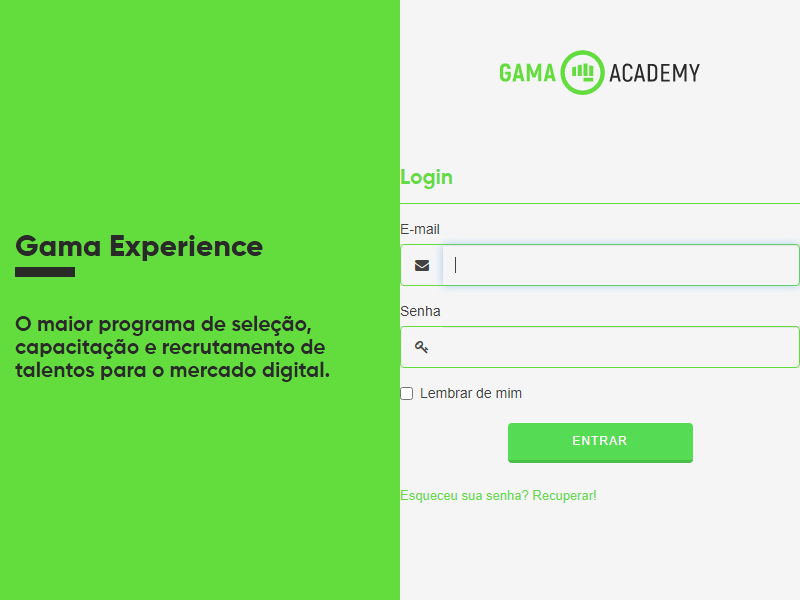 Gama Experience
O maior programa de seleção,
capacitação e recrutamento de
talentos para o mercado digital.
GAMA ACADEMY
Login
E-mail
Senha
Lembrar de mim
ENTRAR
Esqueceu sua senha? Recuperar!